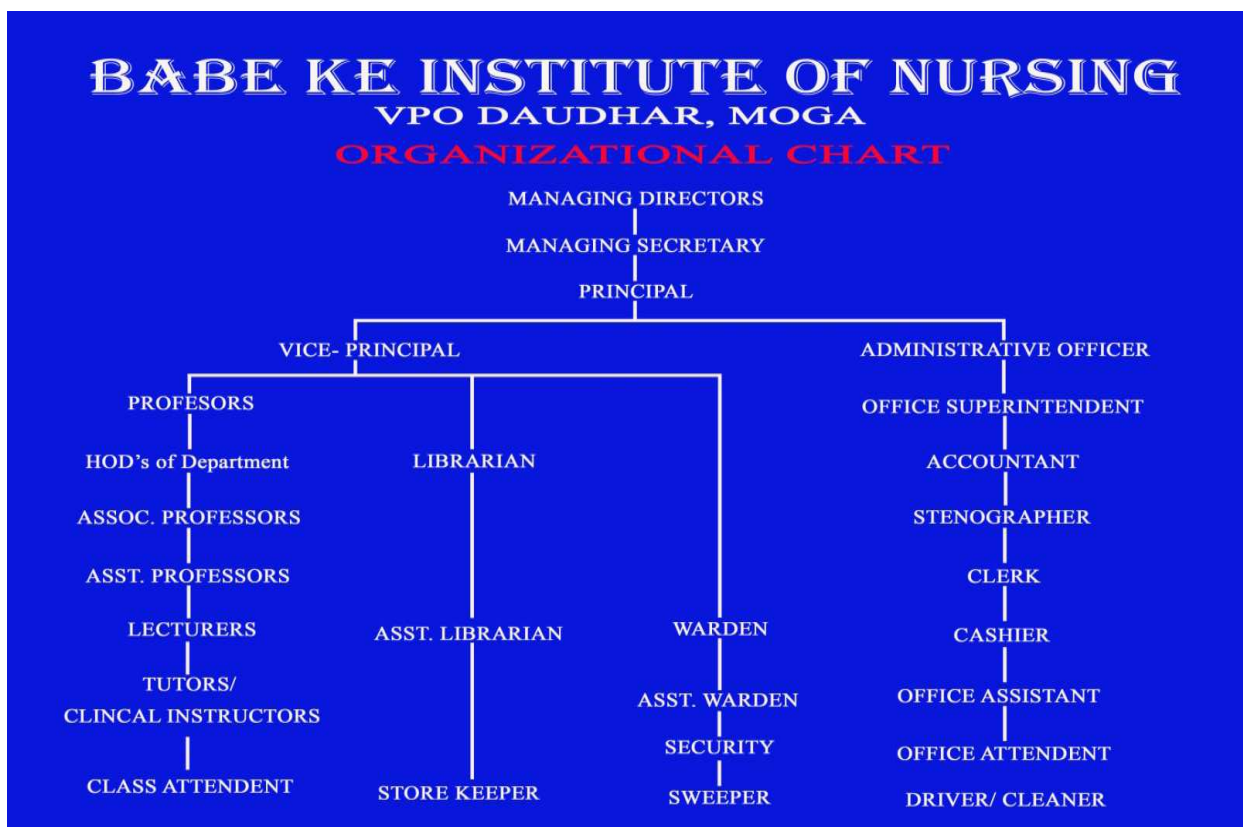 BABE KE INSTITUTE OF NURSING
VPO DAUDHAR, MOGA
ORGANIZATIONAL CHART
MANAGING DIRECTORS
MANAGING SECRETARY
PRINCIPAL
VICE- PRINCIPAL
PROFESORS
HOD's of Department
ASSOC. PROFESSORS
ASST. PROFESSORS
LECTURERS
TUTORS/
CLINCAL INSTRUCTORS
CLASS ATTENDENT
LIBRARIAN
ASST. LIBRARIAN
STORE KEEPER
WARDEN
ASST. WARDEN
SECURITY
SWEEPER
ADMINISTRATIVE OFFICER
OFFICE SUPERINTENDENT
ACCOUNTANT
STENOGRAPHER
CLERK
CASHIER
OFFICE ASSISTANT
OFFICE ATTENDENT
DRIVER/ CLEANER